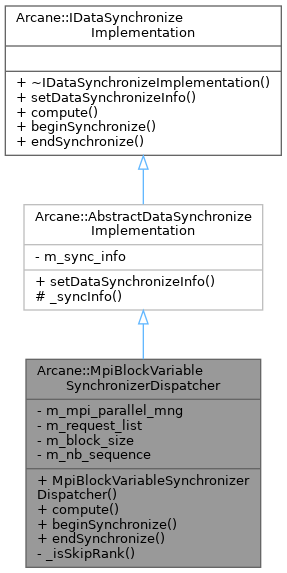 Arcane::IDataSynchronize
Implementation
+ ~IDataSynchronizeImplementation()
+ setDataSynchronizeInfo()
+ compute()
+ beginSynchronize()
+ endSynchronize()
Arcane::AbstractDataSynchronize
Implementation
- m_sync_info
+ setDataSynchronizeInfo()
# _syncInfo()
Arcane::MpiBlockVariable
SynchronizerDispatcher
- m_mpi_parallel_mng
- m_request_list
- m_block_size
- m_nb_sequence
+ MpiBlockVariableSynchronizer
Dispatcher()
+ compute()
+ beginSynchronize()
+ endSynchronize()
- _isSkipRank()